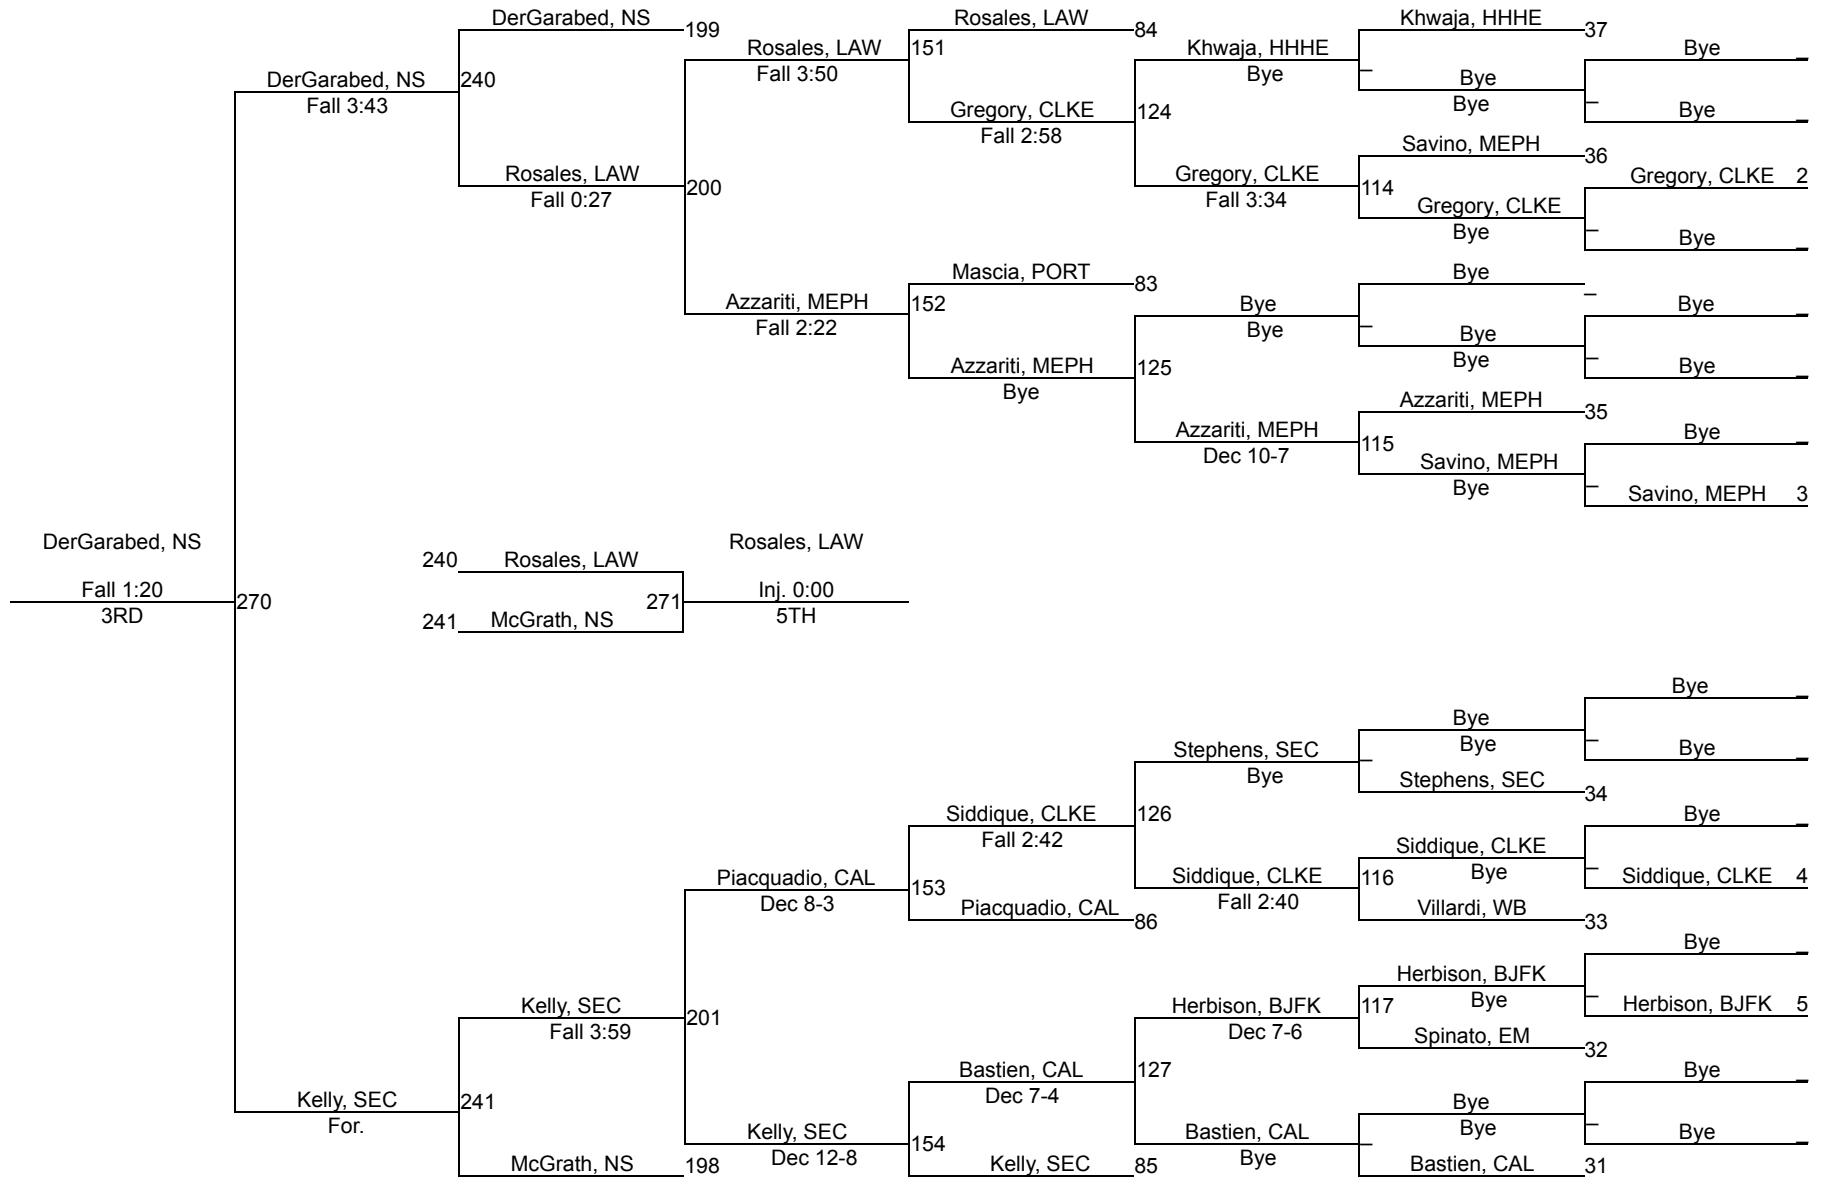 DerGarabed, NS
199
Rosales, LAW
84
Khwaja, HHHE
37
Rosales, LAW
Fall 3:50
151
Khwaja, HHHE
Bye
_
Bye
Bye
Bye _
_
Bye _
DerGarabed, NS
Fall 3:43
240
Gregory, CLKE
Fall 2:58
124
Savino, MEPH
36
Rosales, LAW
Fall 0:27
200
Gregory, CLKE
Fall 3:34
114
Gregory, CLKE
Bye
Gregory, CLKE 2
_
Bye _
Azzariti, MEPH
Fall 2:22
152
Mascia, PORT
83
Bye
Bye
_
Bye
_
Bye
Bye
Bye _
_
Bye _
Azzariti, MEPH
Bye
125
Azzariti, MEPH
Dec 10-7
115
Azzariti, MEPH
35
Savino, MEPH
Bye
Bye _
_
Savino, MEPH 3
DerGarabed, NS
Fall 1:20
3RD
270
240 Rosales, LAW
241 McGrath, NS
271
Rosales, LAW
Inj. 0:00
5TH
Stephens, SEC
Bye
_
Bye
Bye
Bye _
_
Bye _
Stephens, SEC
34
Siddique, CLKE
Fall 2:42
126
Siddique, CLKE
Fall 2:40
116
Siddique, CLKE
Bye
Bye _
_
Siddique, CLKE 4
Villardi, WB
33
Piacquadio, CAL
Dec 8-3
153
Piacquadio, CAL
86
Kelly, SEC
Fall 3:59
201
Herbison, BJFK
Dec 7-6
117
Herbison, BJFK
Bye
Bye _
_
Herbison, BJFK 5
Spinato, EM
32
Kelly, SEC
For.
241
Bastien, CAL
Dec 7-4
127
Bastien, CAL
Bye
_
Bye
Bye
Bye _
_
Bye _
McGrath, NS
198
Kelly, SEC
Dec 12-8
154
Kelly, SEC
85
Bastien, CAL
31